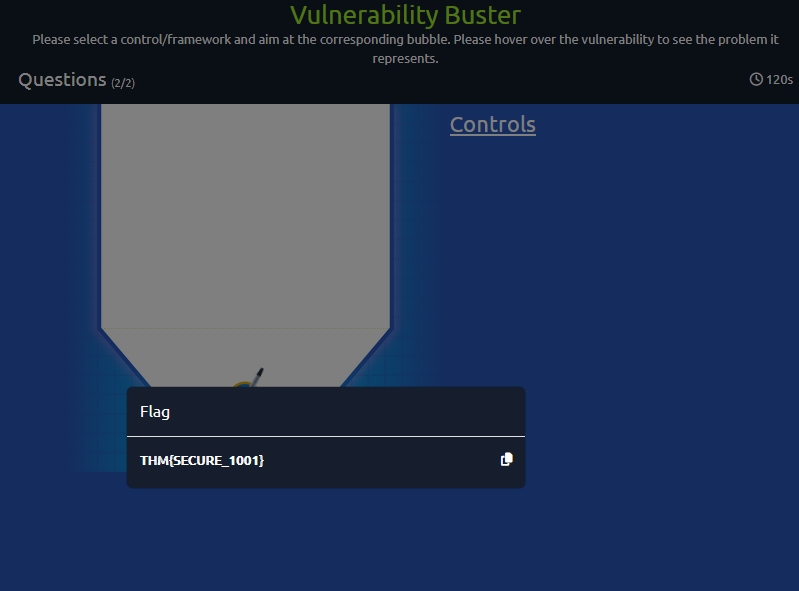 Vulnerability Buster
Please select a control/framework and aim at the corresponding bubble. Please hover over the vulnerability to see the problem it
represents.
Questions (2/2)
120s
Controls
Flag
THM{SECURE_1001}